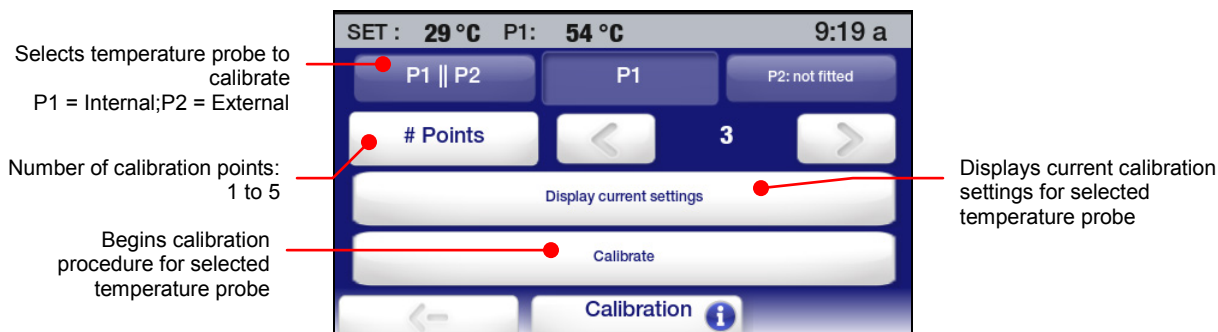 SET : 29 °C P1: 54 °C 9:19 a
Selects temperature probe to
calibrate
P1 = Internal;P2 = External
P1 || P2 P1 P2: not fitted
# Points < 3 >
Number of calibration points:
1 to 5
Display current settings
Displays current calibration
settings for selected
temperature probe
Begins calibration
procedure for selected
temperature probe
Calibrate
<- Calibration i